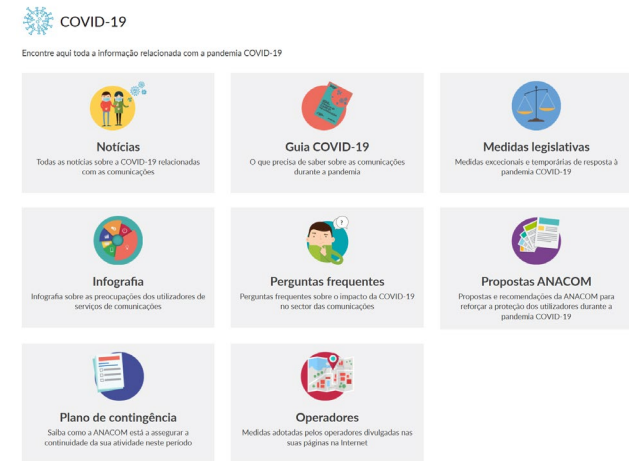 COVID-19
Encontre aqui toda a informação relacionada com a pandemia COVID-19
Notícias
Todas as notícias sobre a COVID-19 relacionadas
com as comunicações
Guia COVID-19
O que precisa de saber sobre as comunicações
durante a pandemia
Medidas legislativas
Medidas excecionais e temporárias de resposta à
pandemia COVID-19
Infografia
Infografia sobre as preocupações dos utilizadores de
serviços de comunicações
?
Perguntas frequentes
Perguntas frequentes sobre o impacto da COVID-19
no sector das comunicações
Propostas ANACOM
Propostas e recomendações da ANACOM para
reforçar a proteção dos utilizadores durante a
pandemia COVID-19
Plano de contingência
Saiba como a ANACOM está a assegurar a
continuidade da sua atividade neste período
Operadores
Medidas adotadas pelos operadores divulgadas nas
suas páginas na Internet